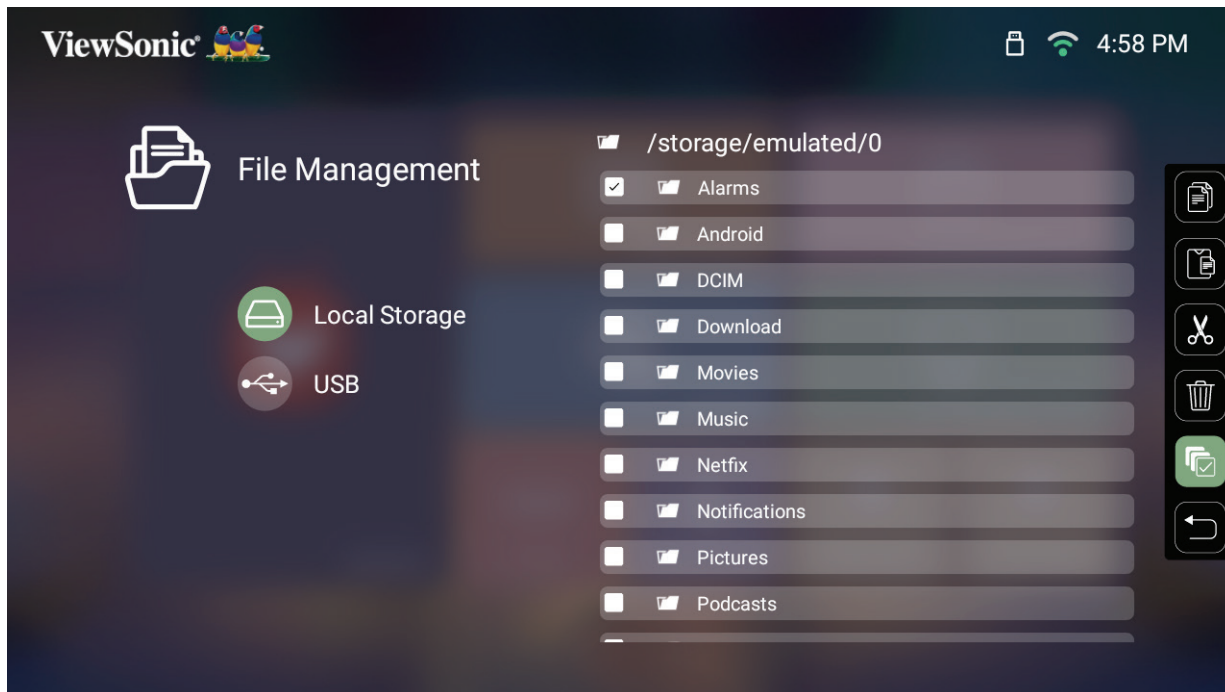 ViewSonic®
4:58 PM
File Management
Local Storage
USB
/storage/emulated/0
Alarms
Android
DCIM
Download
Movies
Music
Netfix
Notifications
Pictures
Podcasts